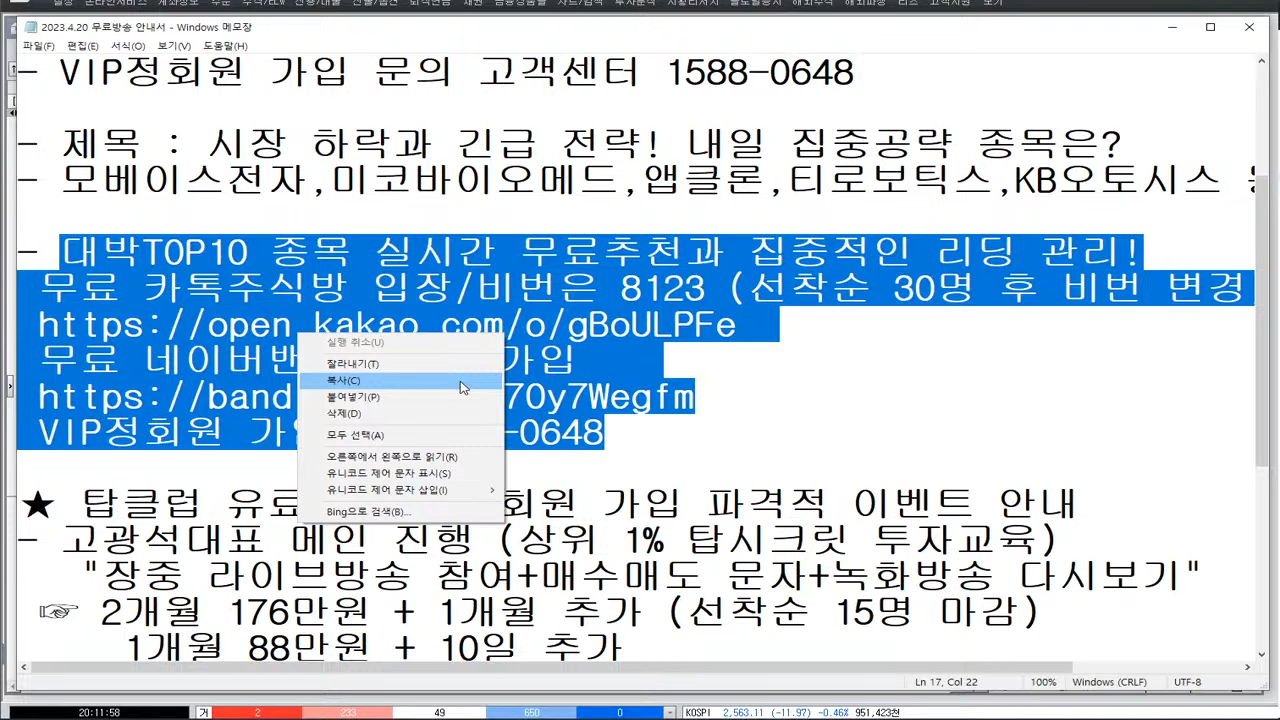 2023.4.20 무료방송 안내서 - Windows 메모장
파일(F) 편집(E) 서식(O) 보기(V) 도움말(H)
- VIP정회원 가입 문의 고객센터 1588-0648
- 제목 : 시장 하락과 긴급 전략! 내일 집중공략 종목은?
- 모베이스전자,미코바이오메드,앱클론,티로보틱스,KB오토시스
- 대박TOP10 종목 실시간 무료추천과 집중적인 리딩 관리!
무료 카톡주식방 입장/비번은 8123 (선착순 30명 후 비번 변경
https://open.kakao.com/o/gBoULPFe
무료 네이버밴 가입
https://band 70y7Wegfm
VIP정회원 가 -0648
실행 취소(U)
잘라내기(T)
복사(C)
붙여넣기(P)
삭제(D)
모두 선택(A)
오른쪽에서 왼쪽으로 읽기(R)
유니코드 제어 문자 표시(S)
유니코드 제어 문자 삽입(I)
Bing으로 검색(B)...
★ 탑클럽 유료 회원 가입 파격적 이벤트 안내
- 고광석대표 메인 진행 (상위 1% 탑시크릿 투자교육)
"장중 라이브방송 참여+매수매도 문자+녹화방송 다시보기"
☞ 2개월 176만원 + 1개월 추가 (선착순 15명 마감)
1개월 88만원 + 10일 추가
Ln 17, Col 22 100% Windows (CRLF) UTF-8
20:11:58 거 2 233 49 650 0 KOSPI 2,563.11 (-11.97) -0.46% 951,423천